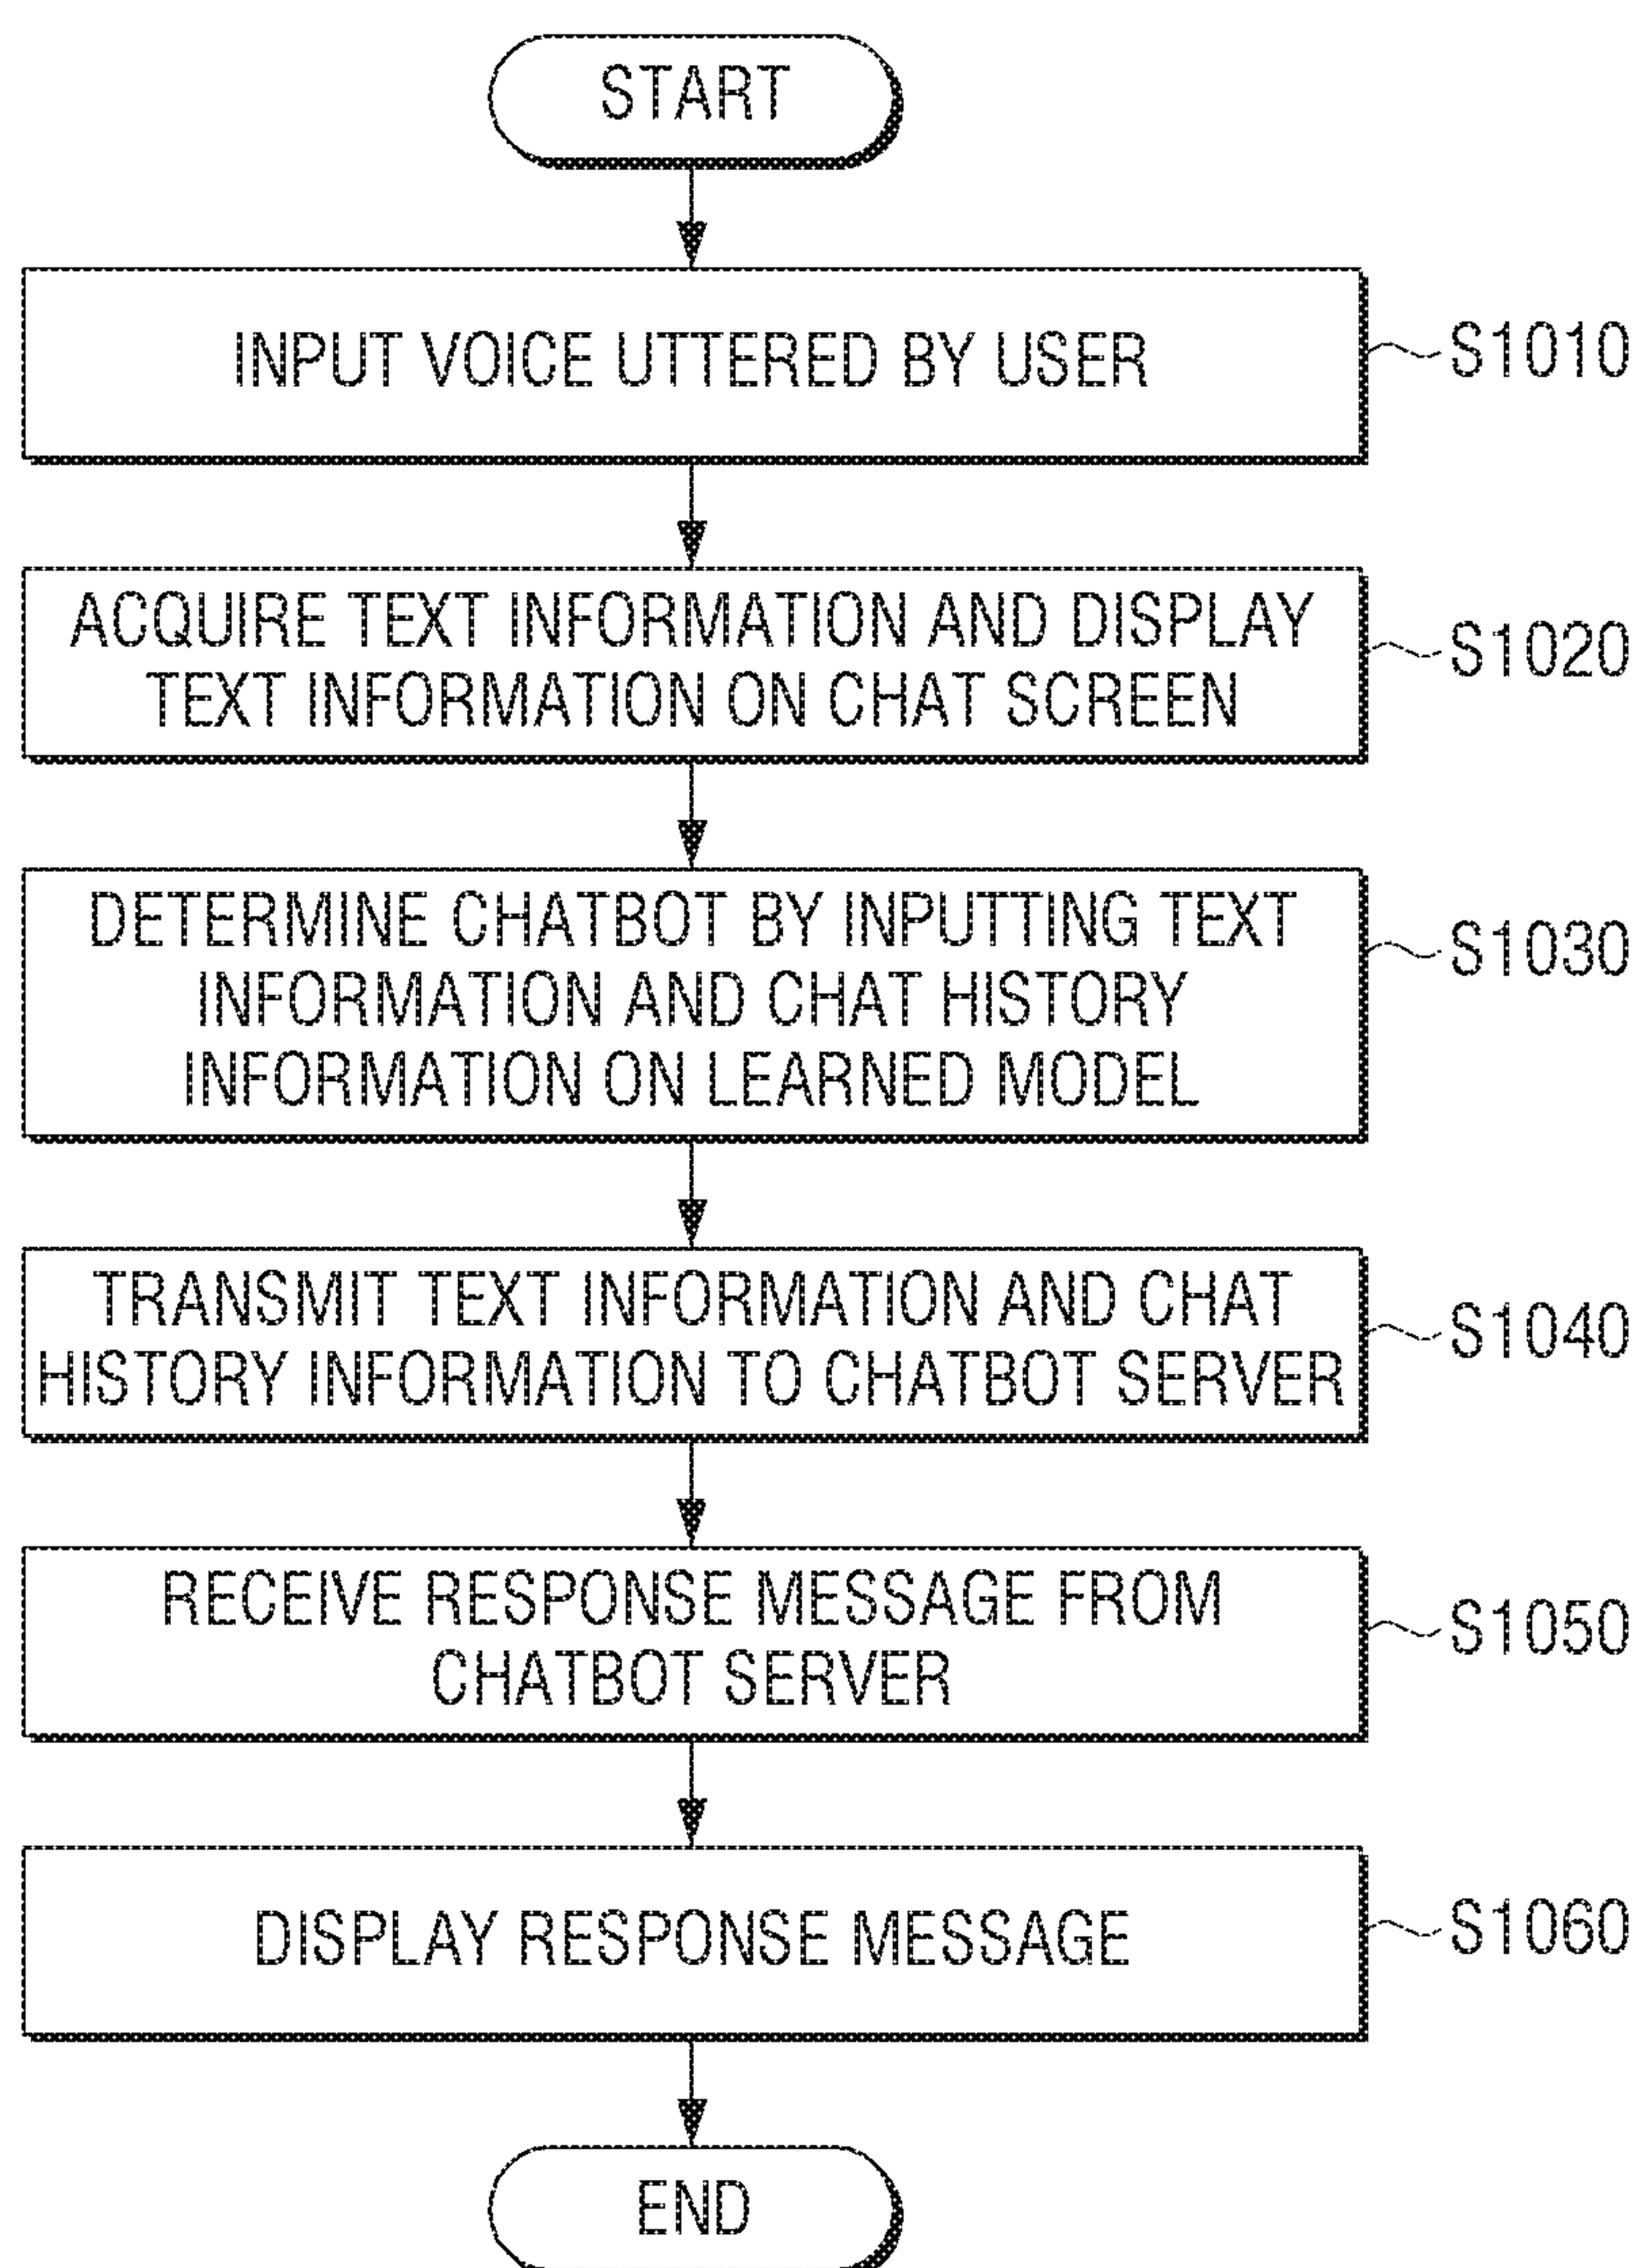 START
INPUT VOICE UTTERED BY USER
S1010
ACQUIRE TEXT INFORMATION AND DISPLAY
TEXT INFORMATION ON CHAT SCREEN
S1020
DETERMINE CHATBOT BY INPUTTING TEXT
INFORMATION AND CHAT HISTORY
INFORMATION ON LEARNED MODEL
S1030
TRANSMIT TEXT INFORMATION AND CHAT
HISTORY INFORMATION TO CHATBOT SERVER
S1040
RECEIVE RESPONSE MESSAGE FROM
CHATBOT SERVER
S1050
DISPLAY RESPONSE MESSAGE
S1060
END